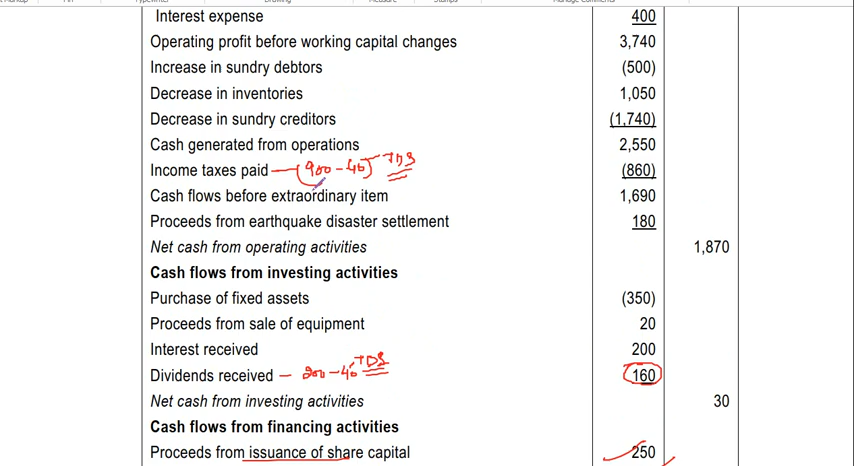 Interest expense 400
Operating profit before working capital changes 3,740
Increase in sundry debtors (500)
Decrease in inventories 1,050
Decrease in sundry creditors (1,740)
Cash generated from operations 2,550
Income taxes paid — (900 - 40) TDS (860)
Cash flows before extraordinary item 1,690
Proceeds from earthquake disaster settlement 180
Net cash from operating activities 1,870
Cash flows from investing activities
Purchase of fixed assets (350)
Proceeds from sale of equipment 20
Interest received 200
Dividends received — 200 - 40 TDS 160
Net cash from investing activities 30
Cash flows from financing activities
Proceeds from issuance of share capital 250